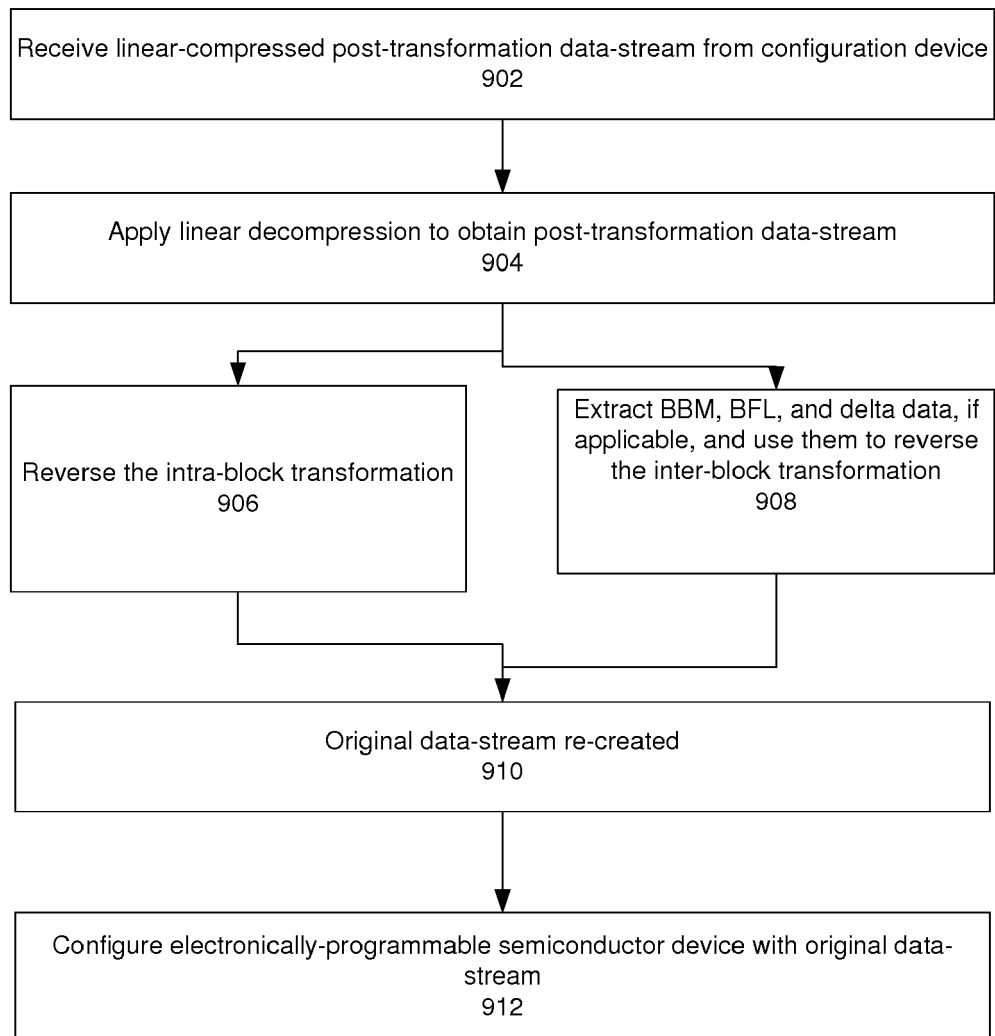 Receive linear-compressed post-transformation data-stream from configuration device
902
Apply linear decompression to obtain post-transformation data-stream
904
Reverse the intra-block transformation
906
Extract BBM, BFL, and delta data, if
applicable, and use them to reverse
the inter-block transformation
908
Original data-stream re-created
910
Configure electronically-programmable semiconductor device with original data-
stream
912